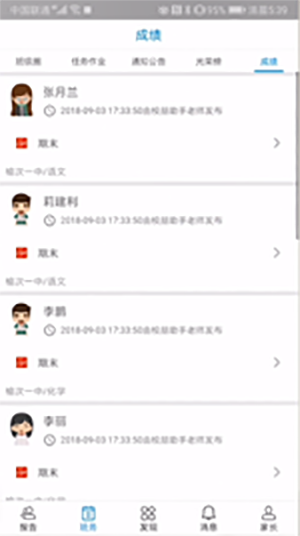 中国联通
凌晨5:39
成绩
班级圈
任务作业
通知公告
光荣榜
成绩
张月兰
2018-09-03 17:33:50由校朋助手老师发布
期末
榆次一中/语文
莉建利
2018-09-03 17:33:50由校朋助手老师发布
期末
榆次一中/语文
李鹏
2018-09-03 17:33:50由校朋助手老师发布
期末
榆次一中/化学
李丽
2018-09-03 17:33:50由校朋助手老师发布
期末
报告
班务
发现
消息
家长